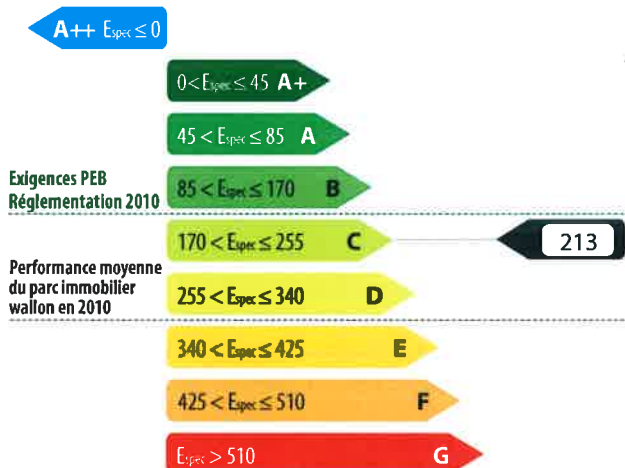 A++ Espec ≤ 0
0 < Espec ≤ 45 A+
45 < Espec ≤ 85 A
Exigences PEB
Réglementation 2010
85 < Espec ≤ 170 B
170 < Espec ≤ 255 C
213
Performance moyenne
du parc immobilier
wallon en 2010
255 < Espec ≤ 340 D
340 < Espec ≤ 425 E
425 < Espec ≤ 510 F
Espec > 510 G